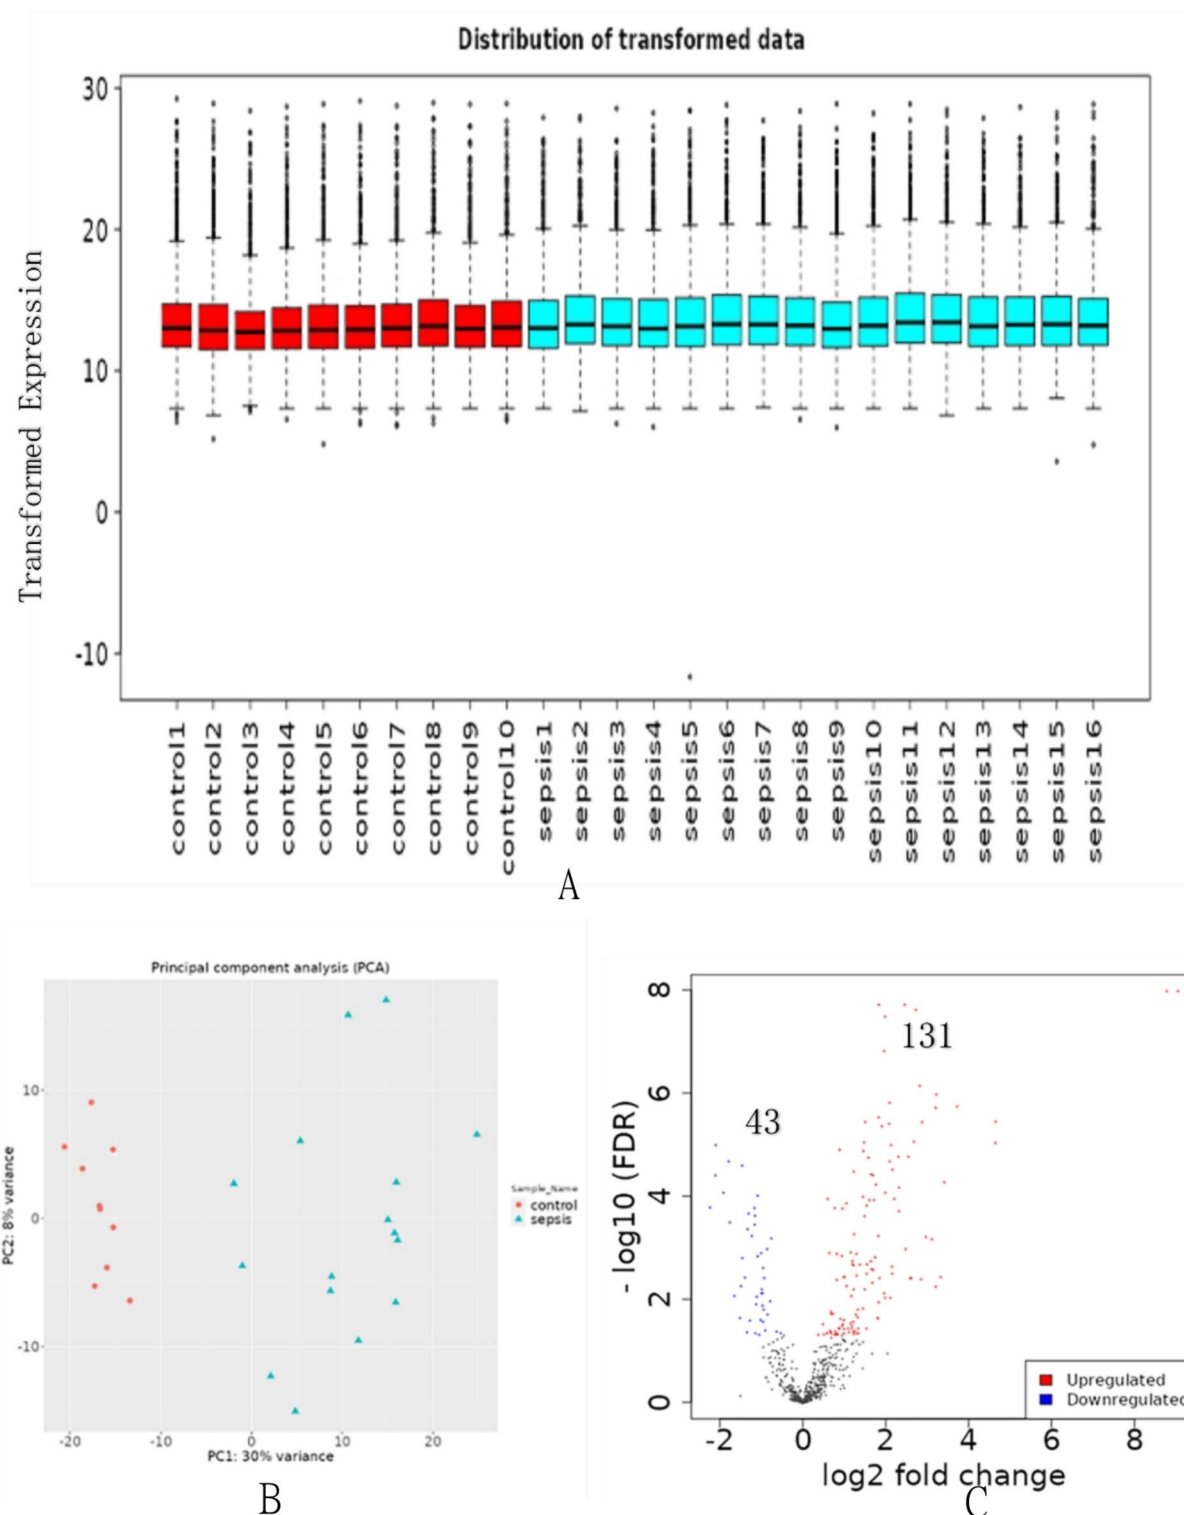 Distribution of transformed data
Transformed Expression
30
20
10
0
-10
control1
control2
control3
control4
control5
control6
control7
control8
control9
control10
sepsis1
sepsis2
sepsis3
sepsis4
sepsis5
sepsis6
sepsis7
sepsis8
sepsis9
sepsis10
sepsis11
sepsis12
sepsis13
sepsis14
sepsis15
sepsis16
A
Principal component analysis (PCA)
PC2: 8% variance
10
0
-10
-20
-10
0
10
20
PC1: 30% variance
Sample_Name
control
sepsis
B
- log10 (FDR)
8
6
4
2
0
131
43
Upregulated
Downregulated
-2
0
2
4
6
8
log2 fold change
C